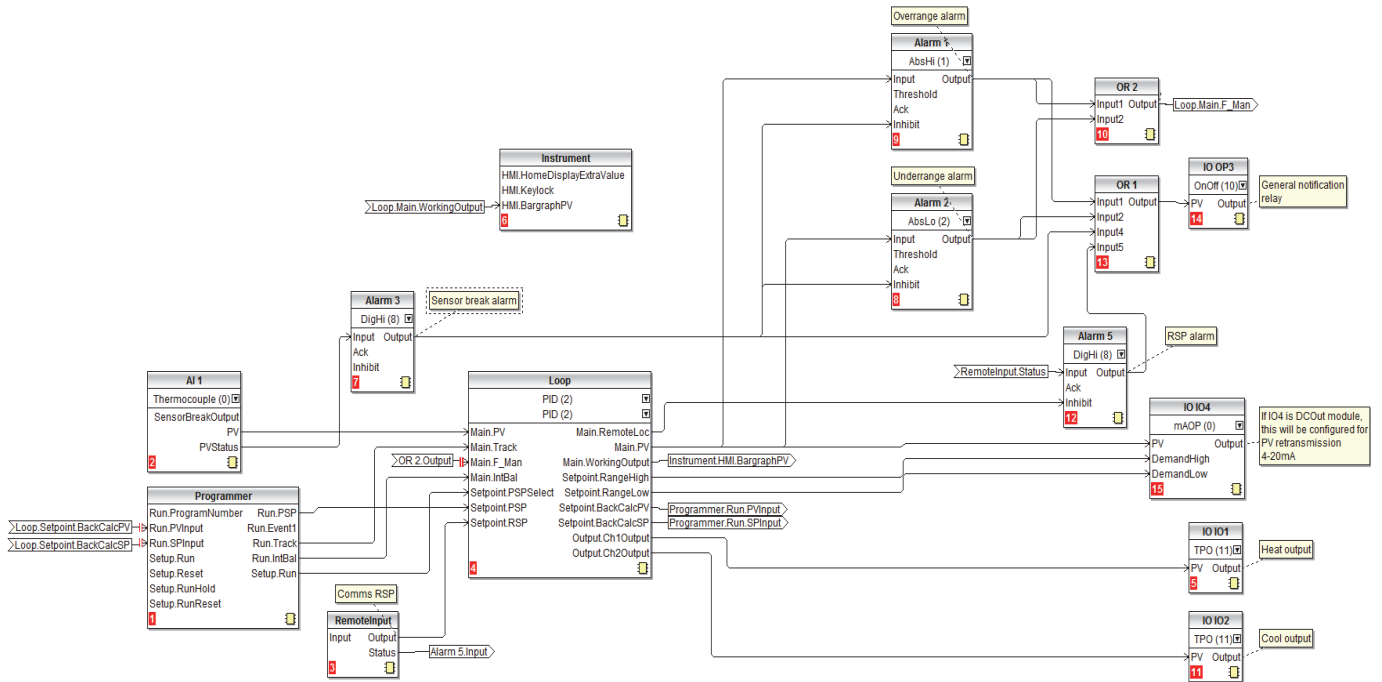 Overrange alarm
Alarm 1
AbsHi (1)
Input Output
Threshold
Ack
Inhibit
9
OR 2
Input1 Output
Input2
10
Loop.Main.F_Man
Instrument
HMI.HomeDisplayExtraValue
HMI.Keylock
HMI.BargraphPV
6
Loop.Main.WorkingOutput
Underrange alarm
Alarm 2
AbsLo (2)
Input Output
Threshold
Ack
Inhibit
8
OR 1
Input1 Output
Input2
Input4
Input5
13
IO OP3
OnOff (10)
PV Output
14
General notification
relay
Alarm 3
DigHi (8)
Input Output
Ack
Inhibit
7
Sensor break alarm
Alarm 5
DigHi (8)
Input Output
Ack
Inhibit
12
RSP alarm
RemoteInput.Status
AI 1
Thermocouple (0)
SensorBreakOutput
PV
PVStatus
2
Loop
PID (2)
PID (2)
Main.PV Main.RemoteLoc
Main.Track Main.PV
Main.F_Man Main.WorkingOutput
Main.IntBal Setpoint.RangeHigh
Setpoint.PSPSelect Setpoint.RangeLow
Setpoint.PSP Setpoint.BackCalcPV
Setpoint.RSP Setpoint.BackCalcSP
Output.Ch1Output
Output.Ch2Output
4
OR 2.Output
Instrument.HMI.BargraphPV
Programmer.Run.PVInput
Programmer.Run.SPInput
IO IO4
mAOP (0)
PV Output
DemandHigh
DemandLow
15
If IO4 is DCOut module,
this will be configured for
PV retransmission
4-20mA
Programmer
Run.ProgramNumber Run.PSP
Run.PVInput Run.Event1
Run.SPInput Run.Track
Setup.Run Run.IntBal
Setup.Reset Setup.Run
Setup.RunHold
Setup.RunReset
1
Loop.Setpoint.BackCalcPV
Loop.Setpoint.BackCalcSP
IO IO1
TPO (11)
PV Output
5
Heat output
Comms RSP
RemoteInput
Input Output
Status
3
Alarm 5.Input
IO IO2
TPO (11)
PV Output
11
Cool output